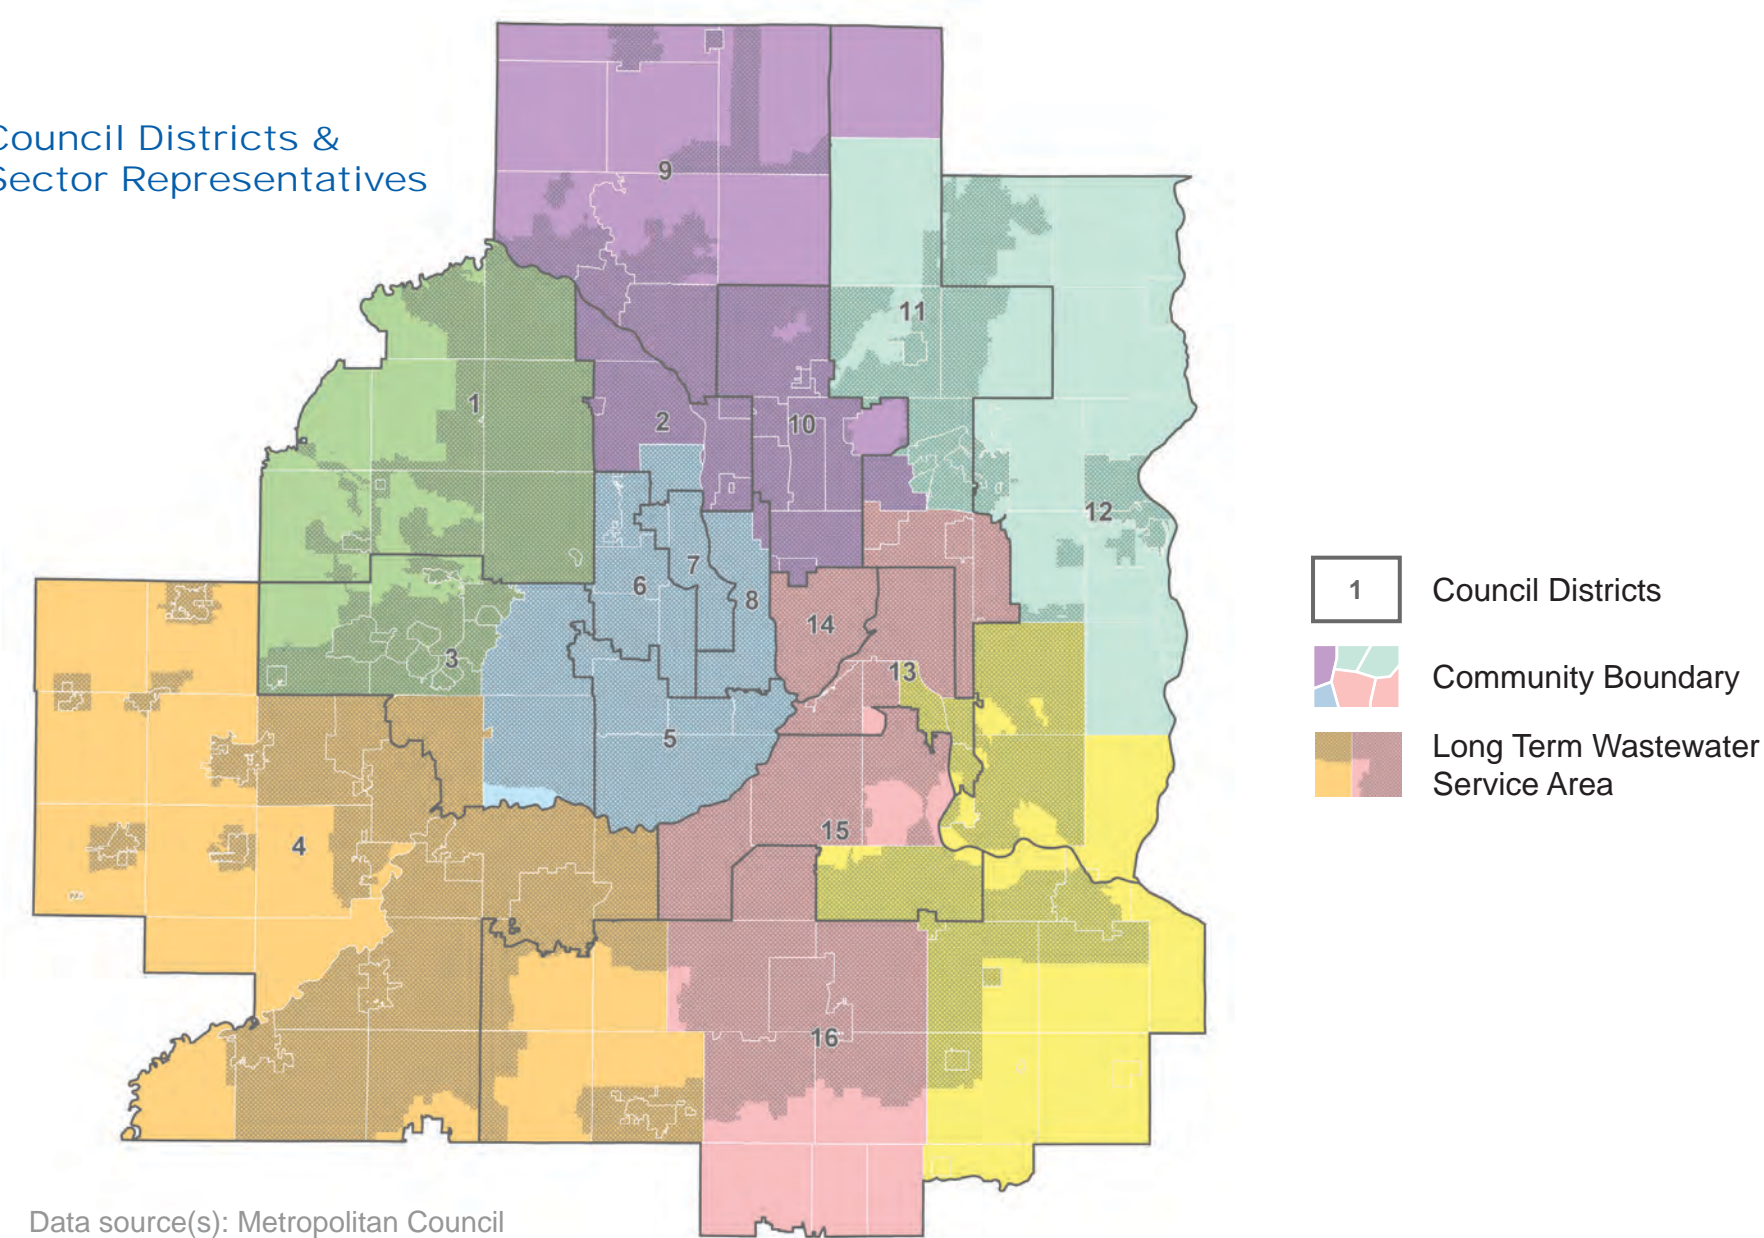 Council Districts &
Sector Representatives
9
11
1
2
10
12
7
6
8
14
3
13
5
15
4
16
1
Council Districts
Community Boundary
Long Term Wastewater
Service Area
Data source(s): Metropolitan Council